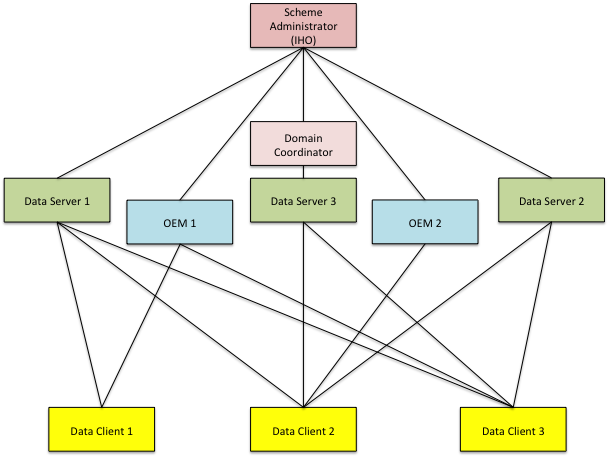 Scheme
Administrator
(IHO)
Domain
Coordinator
Data Server 1
OEM 1
Data Server 3
OEM 2
Data Server 2
Data Client 1
Data Client 2
Data Client 3